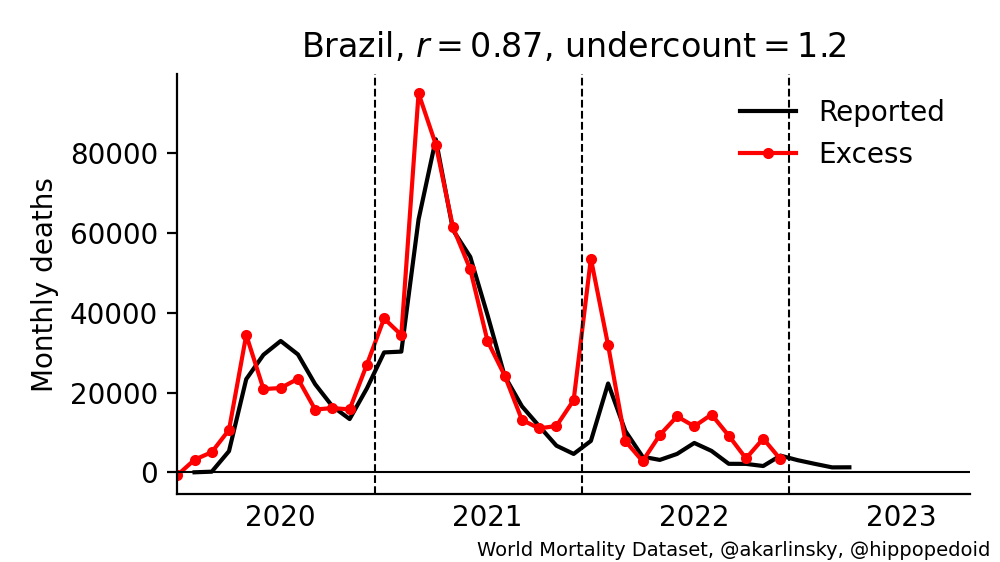 Brazil, r = 0.87, undercount = 1.2
Reported
Excess
Monthly deaths
80000
60000
40000
20000
0
2020 2021 2022 2023
World Mortality Dataset, @akarlinsky, @hippopedoid